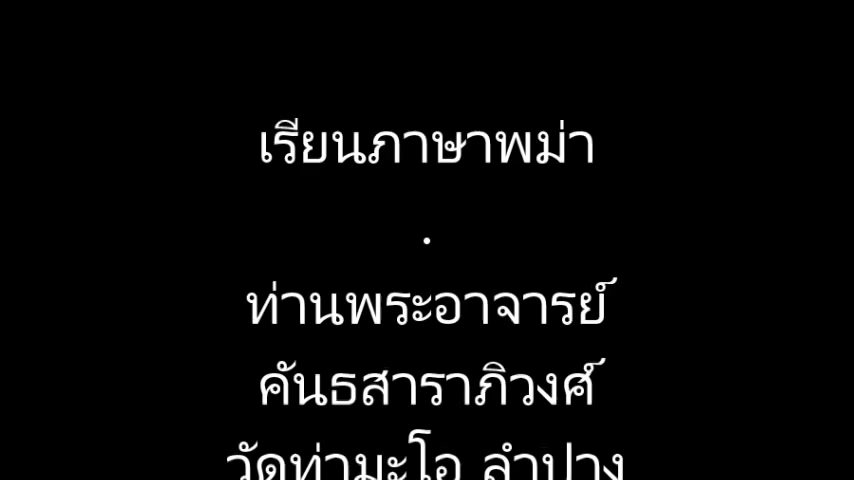 เรียนภาษาพม่า
.
ท่านพระอาจารย์
คันธสาราภิวงศ์
วัดท่ามะโอ ลำปาง